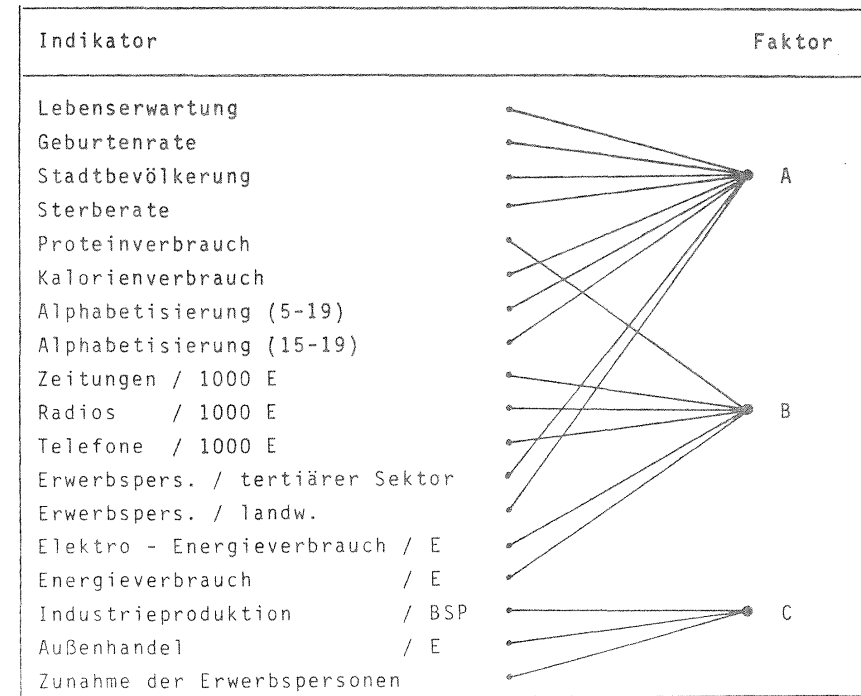 Indikator Faktor
Lebenserwartung
Geburtenrate
Stadtbevölkerung A
Sterberate
Proteinverbrauch
Kalorienverbrauch
Alphabetisierung (5-19)
Alphabetisierung (15-19)
Zeitungen / 1000 E
Radios / 1000 E B
Telefone / 1000 E
Erwerbspers. / tertiärer Sektor
Erwerbspers. / landw.
Elektro - Energieverbrauch / E
Energieverbrauch / E
Industrieproduktion / BSP C
Außenhandel / E
Zunahme der Erwerbspersonen